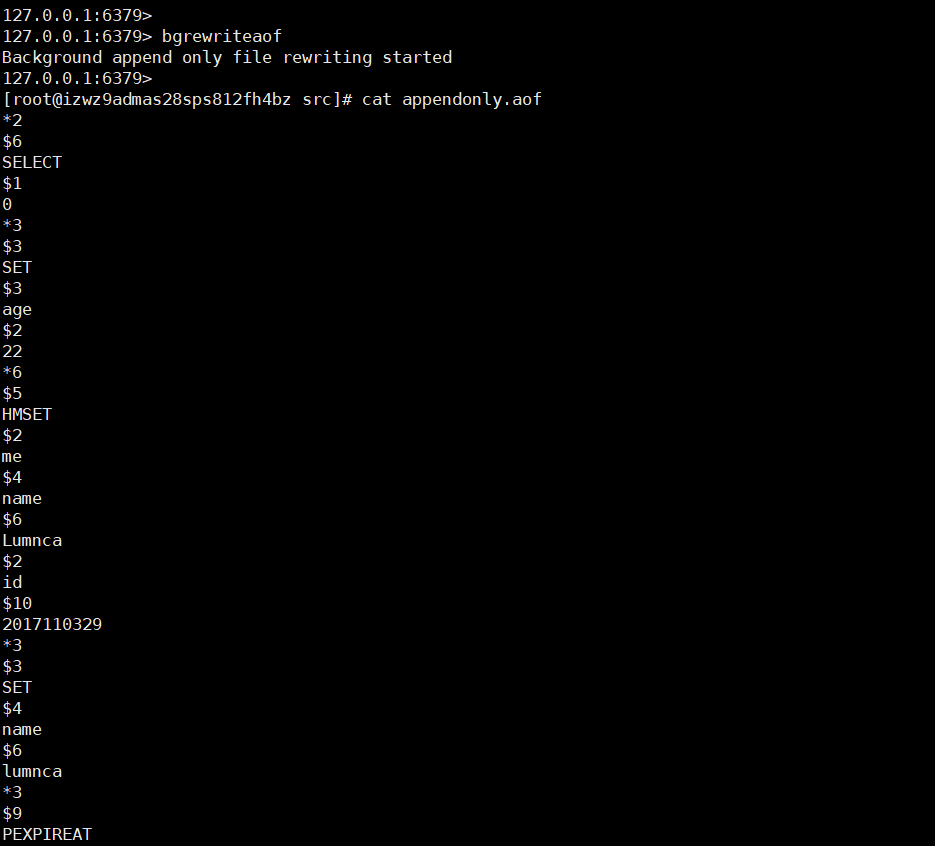 127.0.0.1:6379>
127.0.0.1:6379> bgrewriteaof
Background append only file rewriting started
127.0.0.1:6379>
[root@izwz9admas28sps812fh4bz src]# cat appendonly.aof
*2
$6
SELECT
$1
0
*3
$3
SET
$3
age
$2
22
*6
$5
HMSET
$2
me
$4
name
$6
Lumnca
$2
id
$10
2017110329
*3
$3
SET
$4
name
$6
lumnca
*3
$9
PEXPIREAT